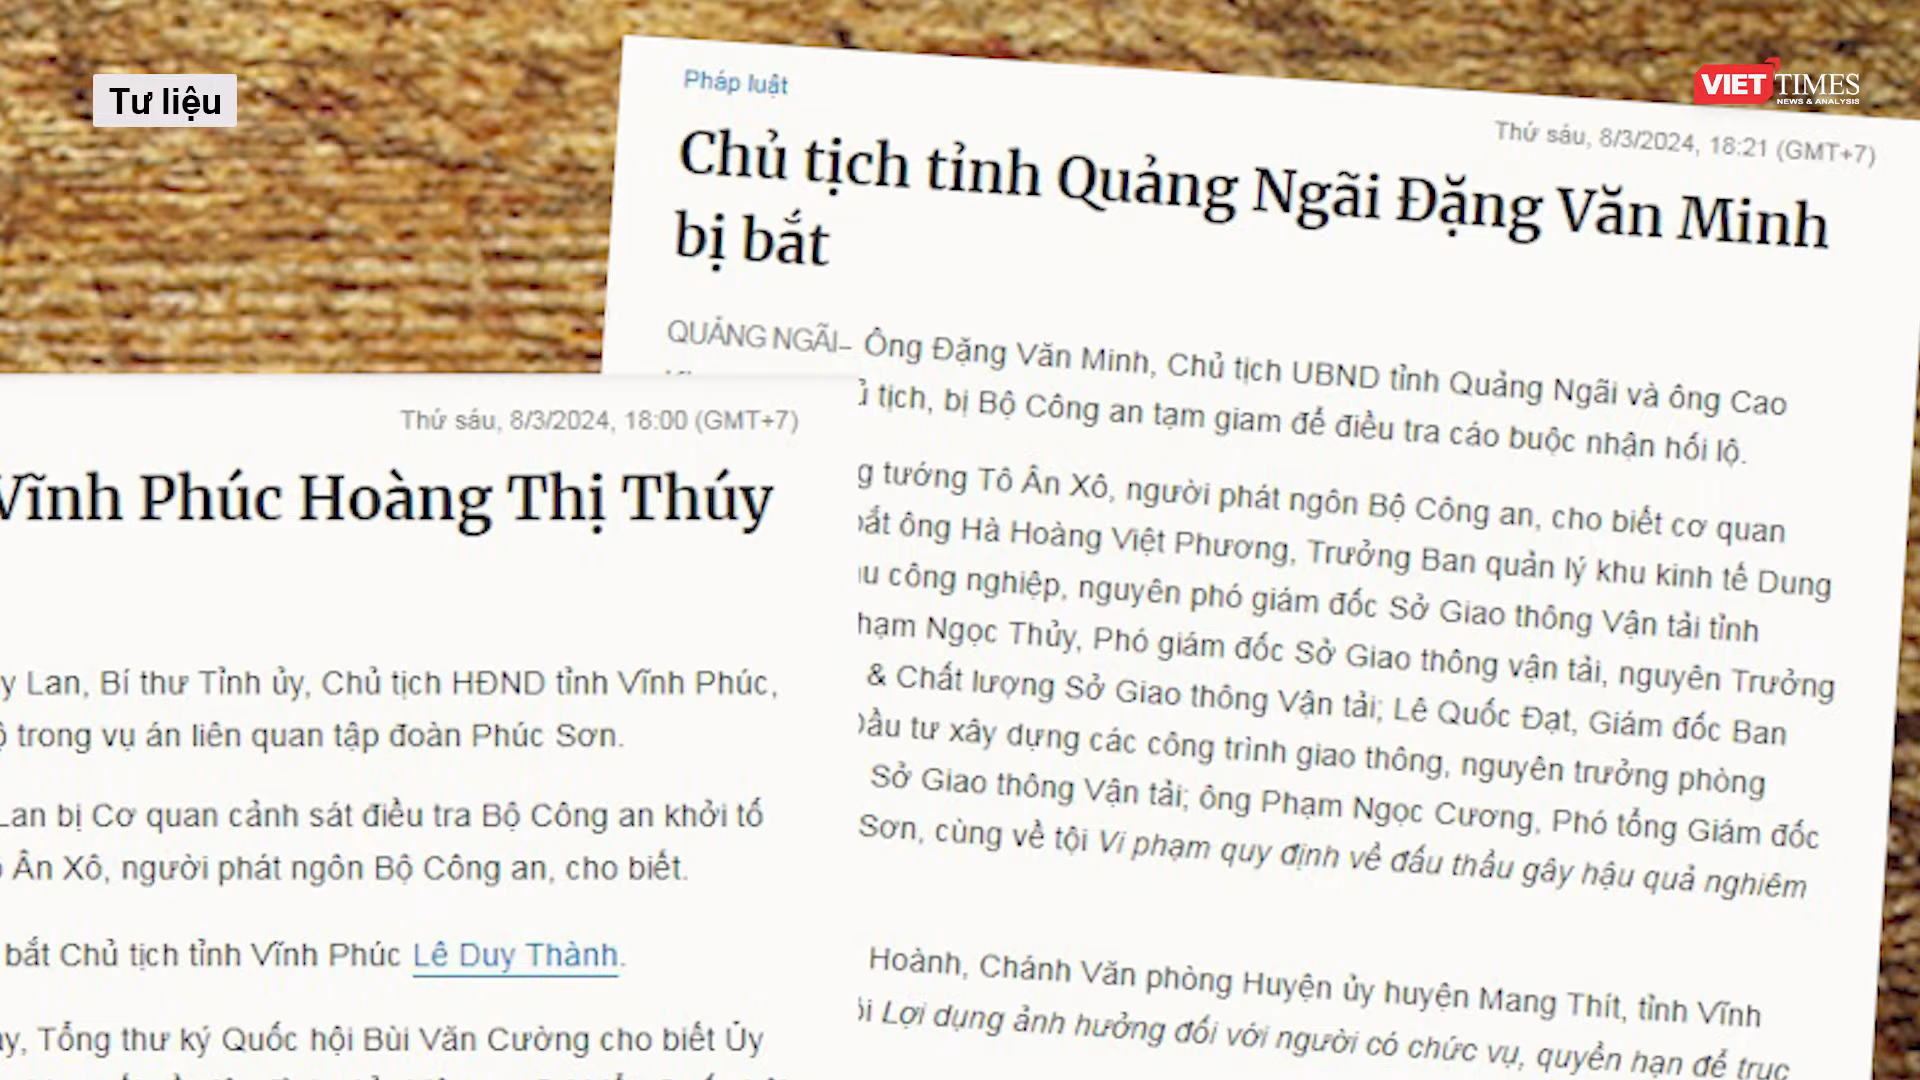 Tư liệu
VIET TIMES
NEWS & ANALYSIS
Pháp luật
Thứ sáu, 8/3/2024, 18:21 (GMT+7)
Chủ tịch tỉnh Quảng Ngãi Đặng Văn Minh
bị bắt
QUẢNG NGÃI– Ông Đặng Văn Minh, Chủ tịch UBND tỉnh Quảng Ngãi và ông Cao
tịch, bị Bộ Công an tạm giam để điều tra cáo buộc nhận hối lộ.
tướng Tô Ân Xô, người phát ngôn Bộ Công an, cho biết cơ quan
ông Hà Hoàng Việt Phương, Trưởng Ban quản lý khu kinh tế Dung
công nghiệp, nguyên phó giám đốc Sở Giao thông Vận tải tỉnh
Ngọc Thủy, Phó giám đốc Sở Giao thông vận tải, nguyên Trưởng
& Chất lượng Sở Giao thông Vận tải; Lê Quốc Đạt, Giám đốc Ban
tư xây dựng các công trình giao thông, nguyên trưởng phòng
Sở Giao thông Vận tải; ông Phạm Ngọc Cương, Phó tổng Giám đốc
Sơn, cùng về tội Vi phạm quy định về đấu thầu gây hậu quả nghiêm
Hoành, Chánh Văn phòng Huyện ủy huyện Mang Thít, tỉnh Vĩnh
Lợi dụng ảnh hưởng đối với người có chức vụ, quyền hạn để trục
Thứ sáu, 8/3/2024, 18:00 (GMT+7)
Vĩnh Phúc Hoàng Thị Thúy
y Lan, Bí thư Tỉnh ủy, Chủ tịch HĐND tỉnh Vĩnh Phúc,
trong vụ án liên quan tập đoàn Phúc Sơn.
Lan bị Cơ quan cảnh sát điều tra Bộ Công an khởi tố
Ân Xô, người phát ngôn Bộ Công an, cho biết.
bắt Chủ tịch tỉnh Vĩnh Phúc Lê Duy Thành.
Tổng thư ký Quốc hội Bùi Văn Cường cho biết Ủy